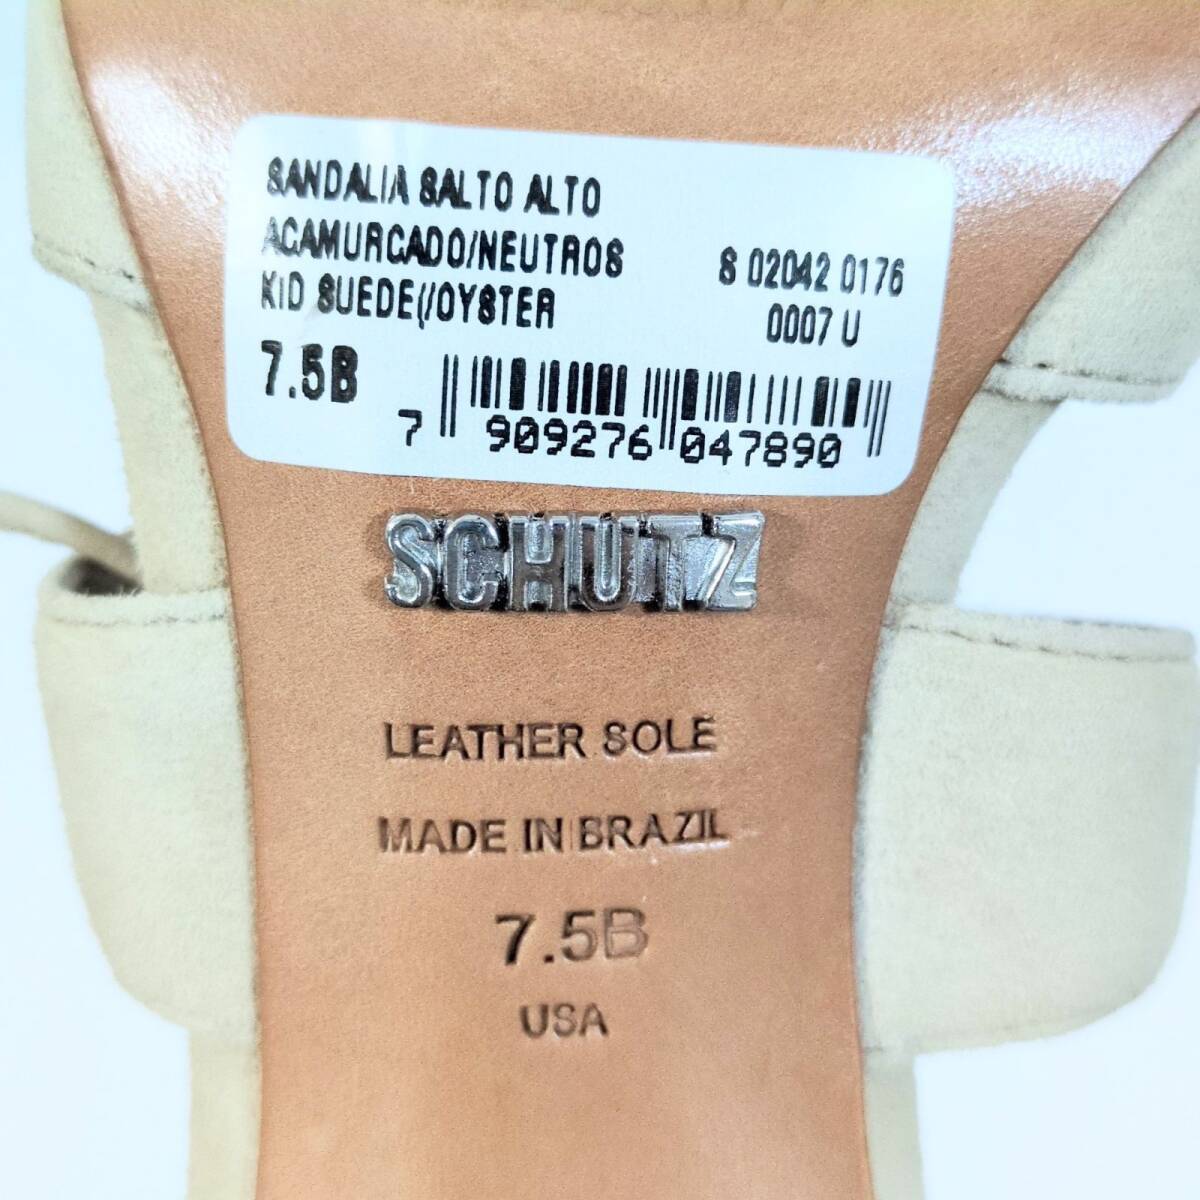 SANDALIA SALTO ALTO
ACAMURCADO/NEUTROS
KID SUEDE(/OYSTER
S 02042 0176
0007 U
7.5B
7 909276 047890
SCHUTZ
LEATHER SOLE
MADE IN BRAZIL
7.5B
USA